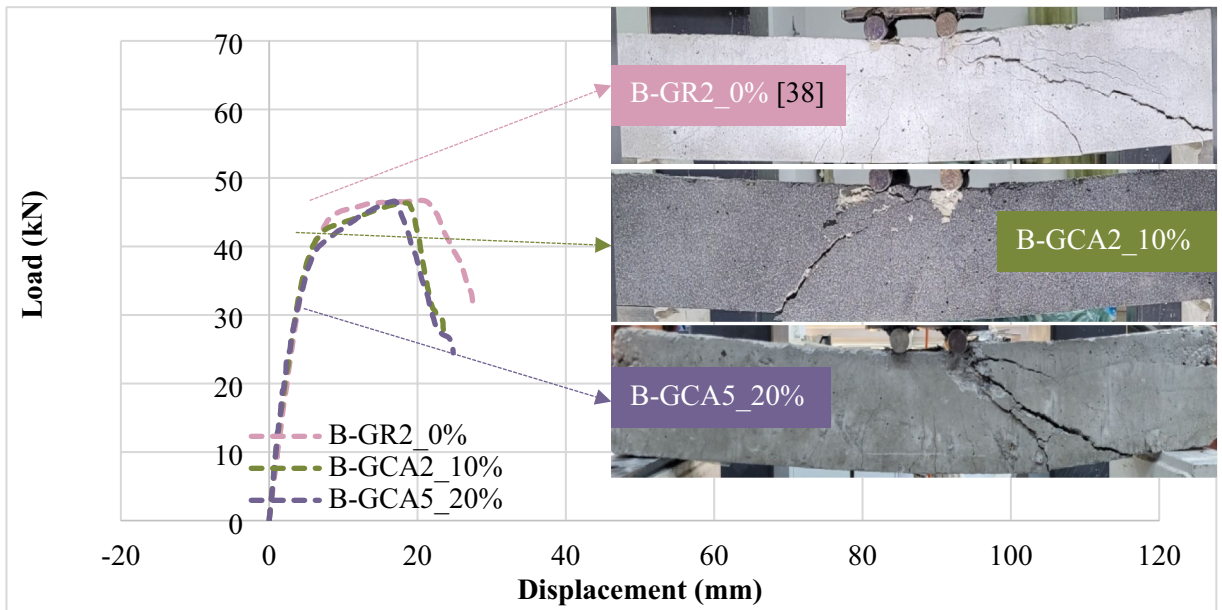 70
60
50
40
30
20
10
0
Load (kN)
-20 0 20 40 60 80 100 120
Displacement (mm)
B-GR2_0%
B-GCA2_10%
B-GCA5_20%
B-GR2_0% [38]
B-GCA2_10%
B-GCA5_20%